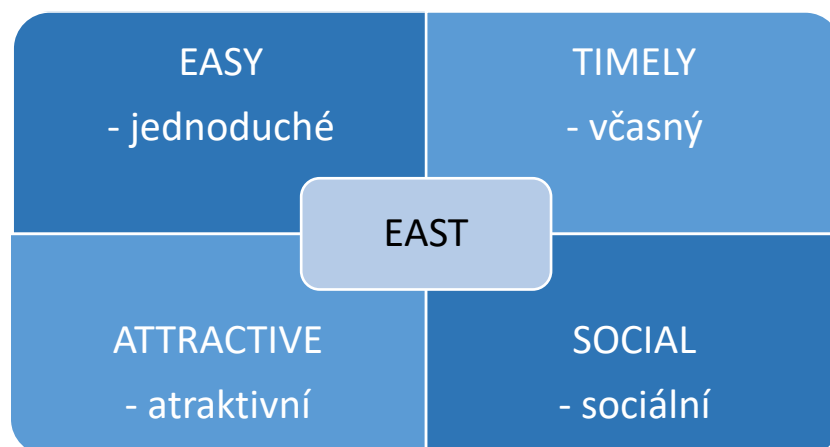 EASY
- jednoduché
TIMELY
- včasný
EAST
ATTRACTIVE
- atraktivní
SOCIAL
- sociální